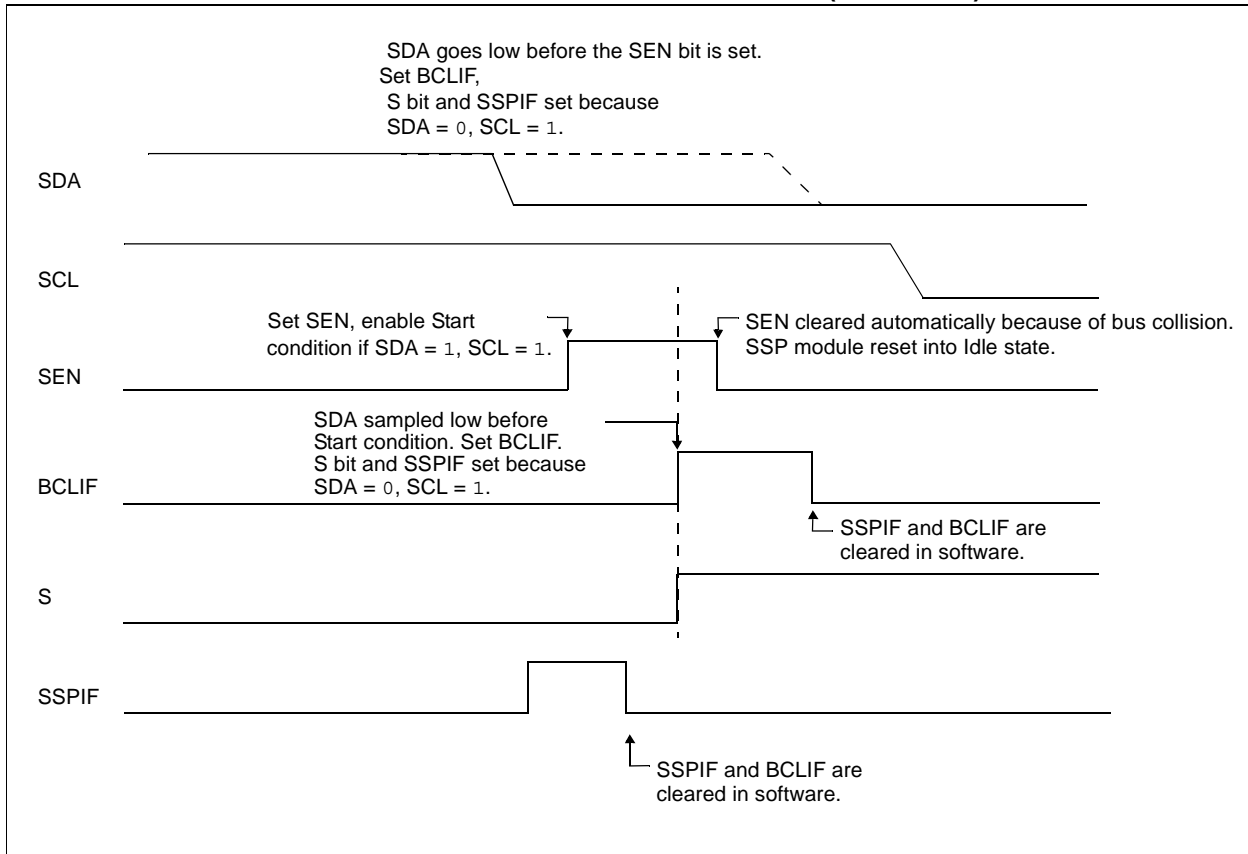 SDA goes low before the SEN bit is set.
Set BCLIF,
S bit and SSPIF set because
SDA = 0, SCL = 1.
SDA
SCL
Set SEN, enable Start
condition if SDA = 1, SCL = 1.
SEN cleared automatically because of bus collision.
SSP module reset into Idle state.
SEN
SDA sampled low before
Start condition. Set BCLIF.
S bit and SSPIF set because
SDA = 0, SCL = 1.
BCLIF
SSPIF and BCLIF are
cleared in software.
S
SSPIF
SSPIF and BCLIF are
cleared in software.